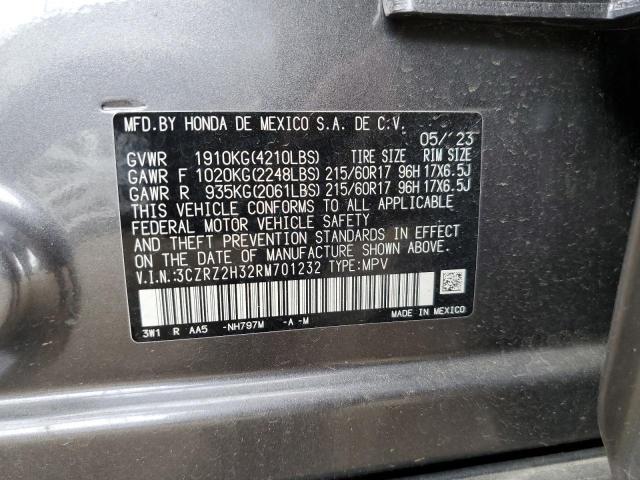 MFD.BY HONDA DE MEXICO S.A. DE C.V.
05/ 23
GVWR 1910KG(4210LBS) TIRE SIZE RIM SIZE
GAWR F 1020KG(2248LBS) 215/60R17 96H 17X6.5J
GAWR R 935KG(2061LBS) 215/60R17 96H 17X6.5J
THIS VEHICLE CONFORMS TO ALL APPLICABLE
FEDERAL MOTOR VEHICLE SAFETY
AND THEFT PREVENTION STANDARDS IN EFFECT
ON THE DATE OF MANUFACTURE SHOWN ABOVE.
V.I.N.:3CZRZ2H32RM701232 TYPE:MPV
3W1 R AA5 -NH797M -A -M MADE IN MEXICO